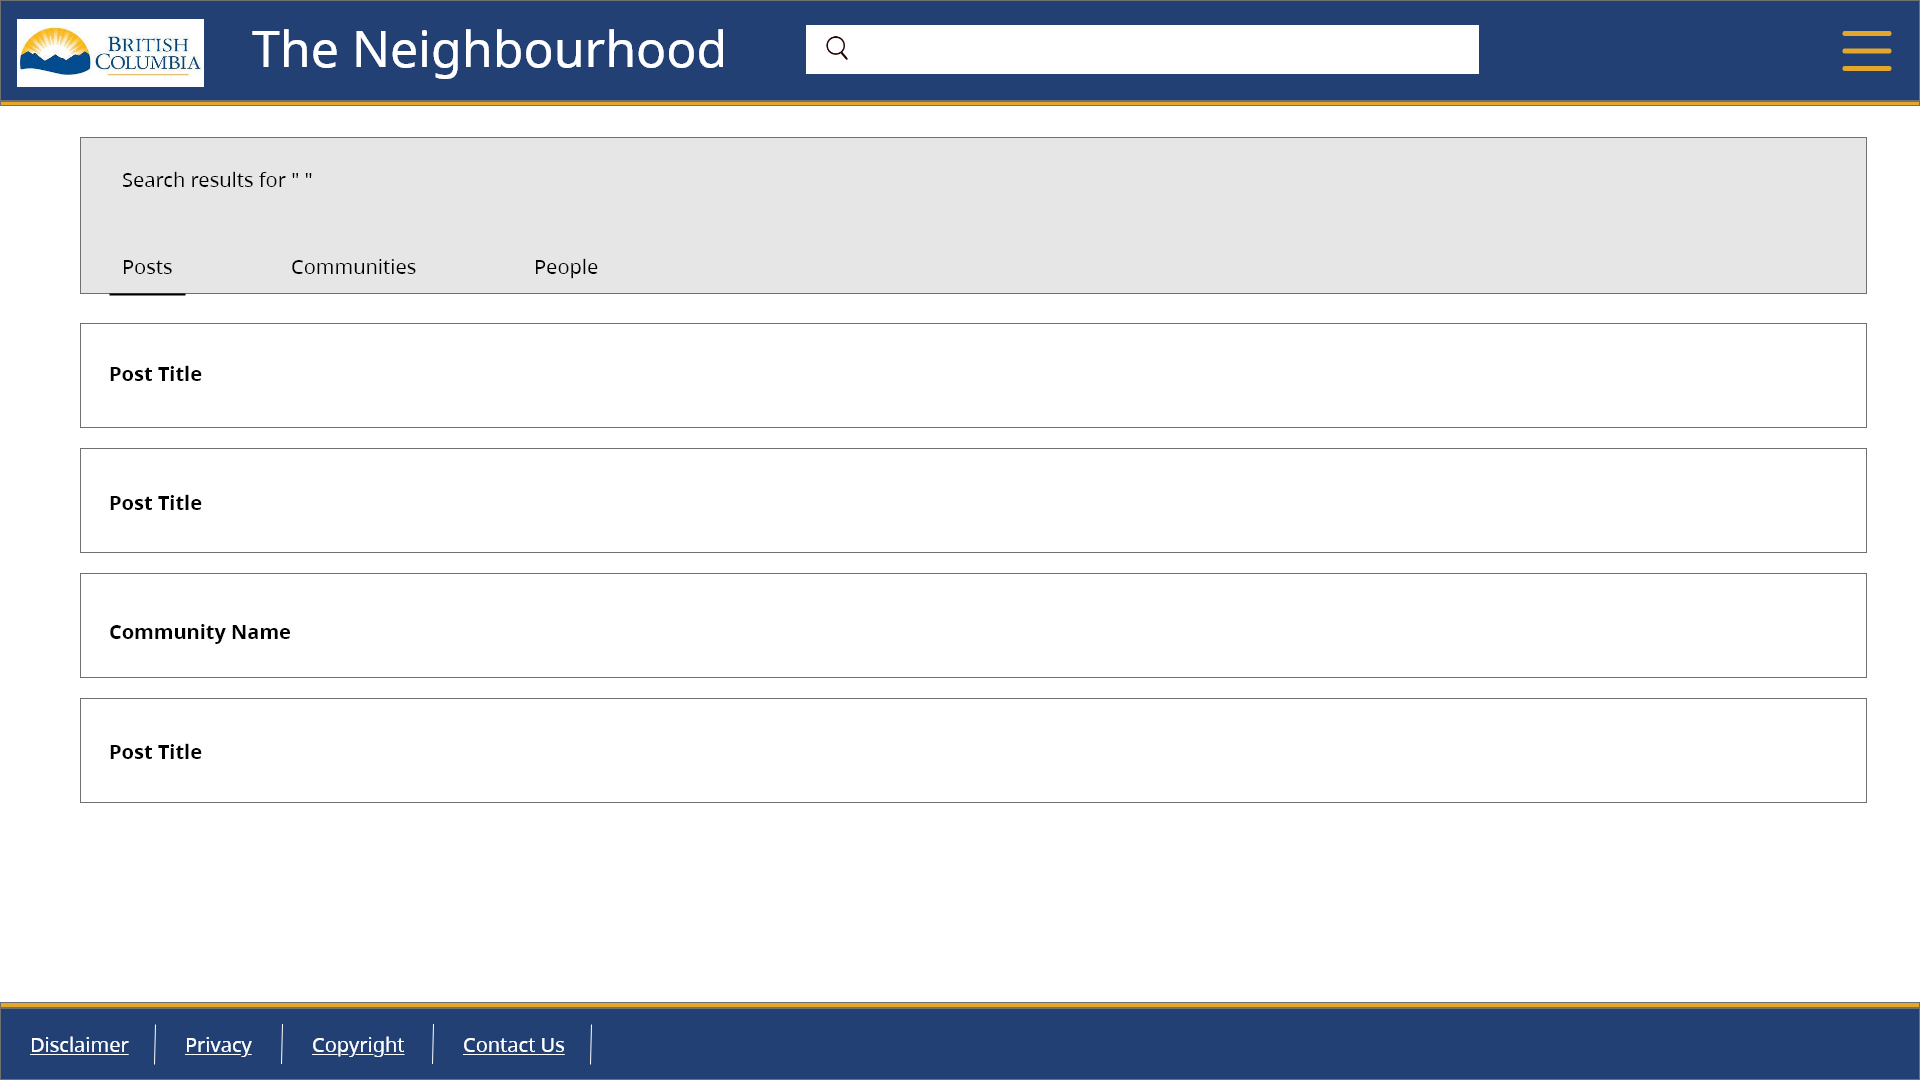 BRITISH
COLUMBIA
The Neighbourhood
Search results for " "
Posts Communities People
Post Title
Post Title
Community Name
Post Title
Disclaimer Privacy Copyright Contact Us